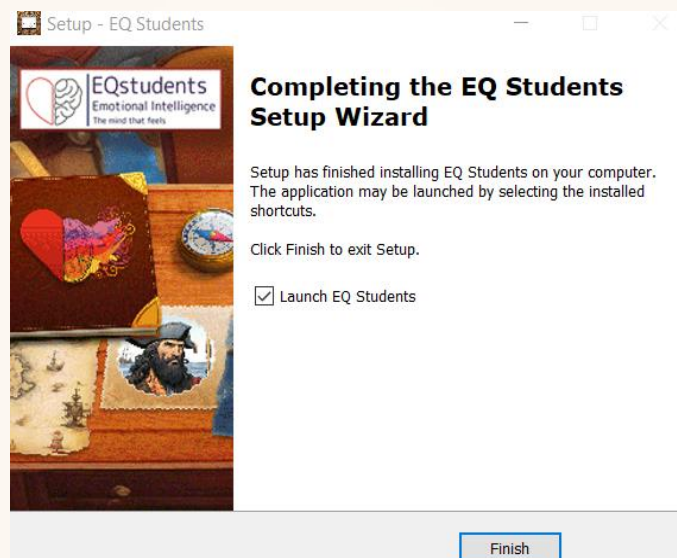 Setup - EQ Students
EQstudents
Emotional Intelligence
The mind that feels
Completing the EQ Students
Setup Wizard
Setup has finished installing EQ Students on your computer.
The application may be launched by selecting the installed
shortcuts.
Click Finish to exit Setup.
Launch EQ Students
Finish